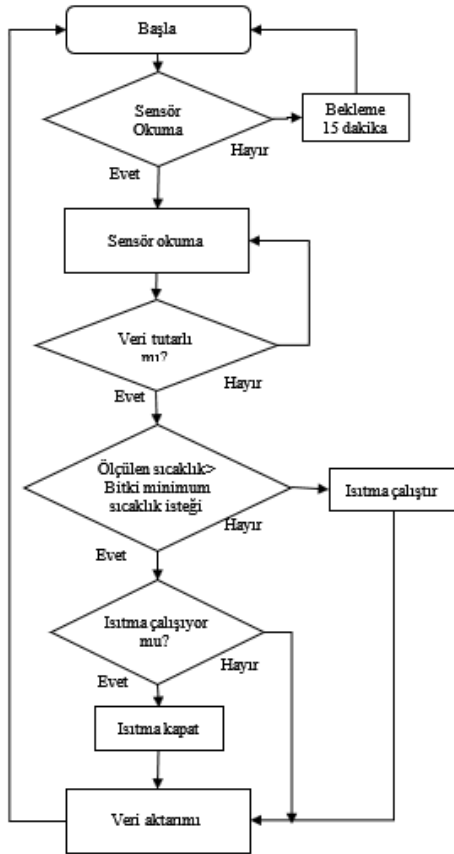 Başla
Sensör
Okuma
Bekleme
15 dakika
Hayır
Evet
Sensör okuma
Veri tutarlı
mı?
Hayır
Evet
Ölçülen sıcaklık>
Bitki minimum
sıcaklık isteği
Isıtma çalıştır
Hayır
Evet
Isıtma çalışıyor
mu?
Hayır
Evet
Isıtma kapat
Veri aktarımı